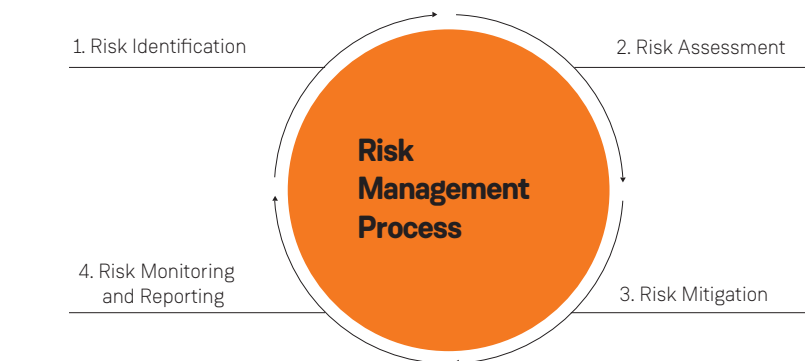 1. Risk Identification
2. Risk Assessment
Risk
Management
Process
4. Risk Monitoring
and Reporting
3. Risk Mitigation